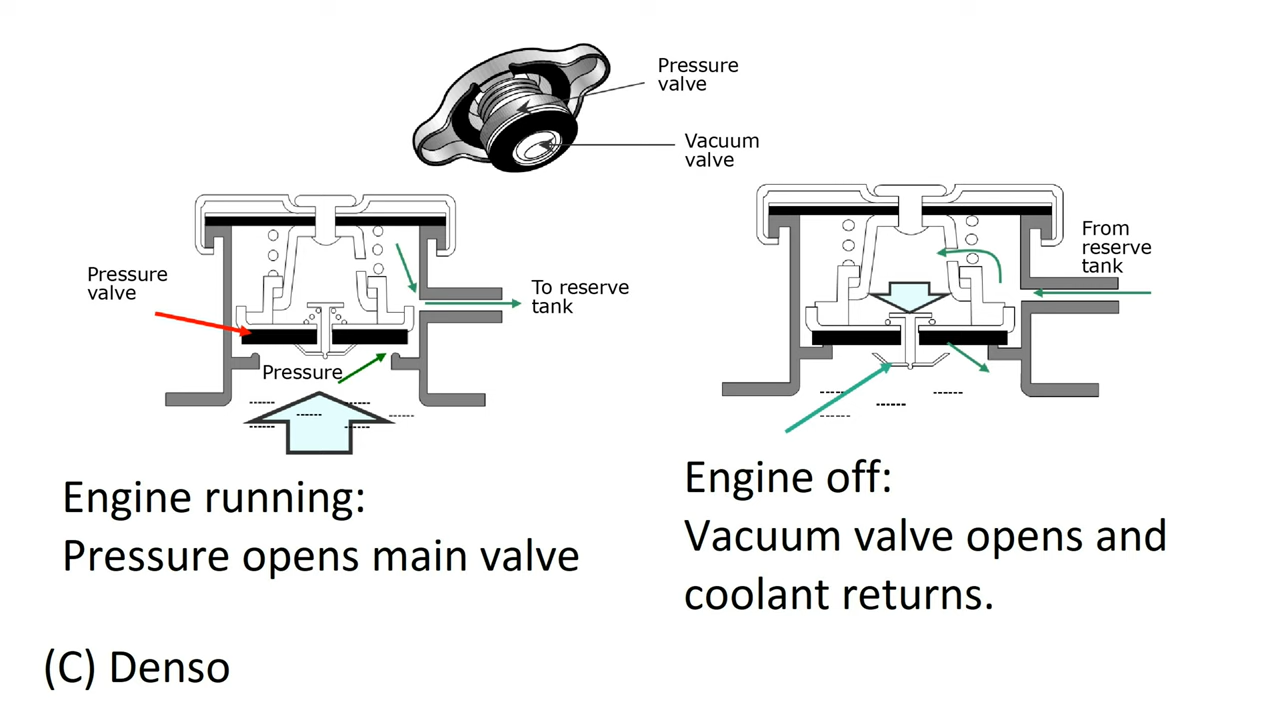 Pressure
valve
Vacuum
valve
Pressure
valve
To reserve
tank
Pressure
From
reserve
tank
Engine running:
Pressure opens main valve
Engine off:
Vacuum valve opens and
coolant returns.
(C) Denso